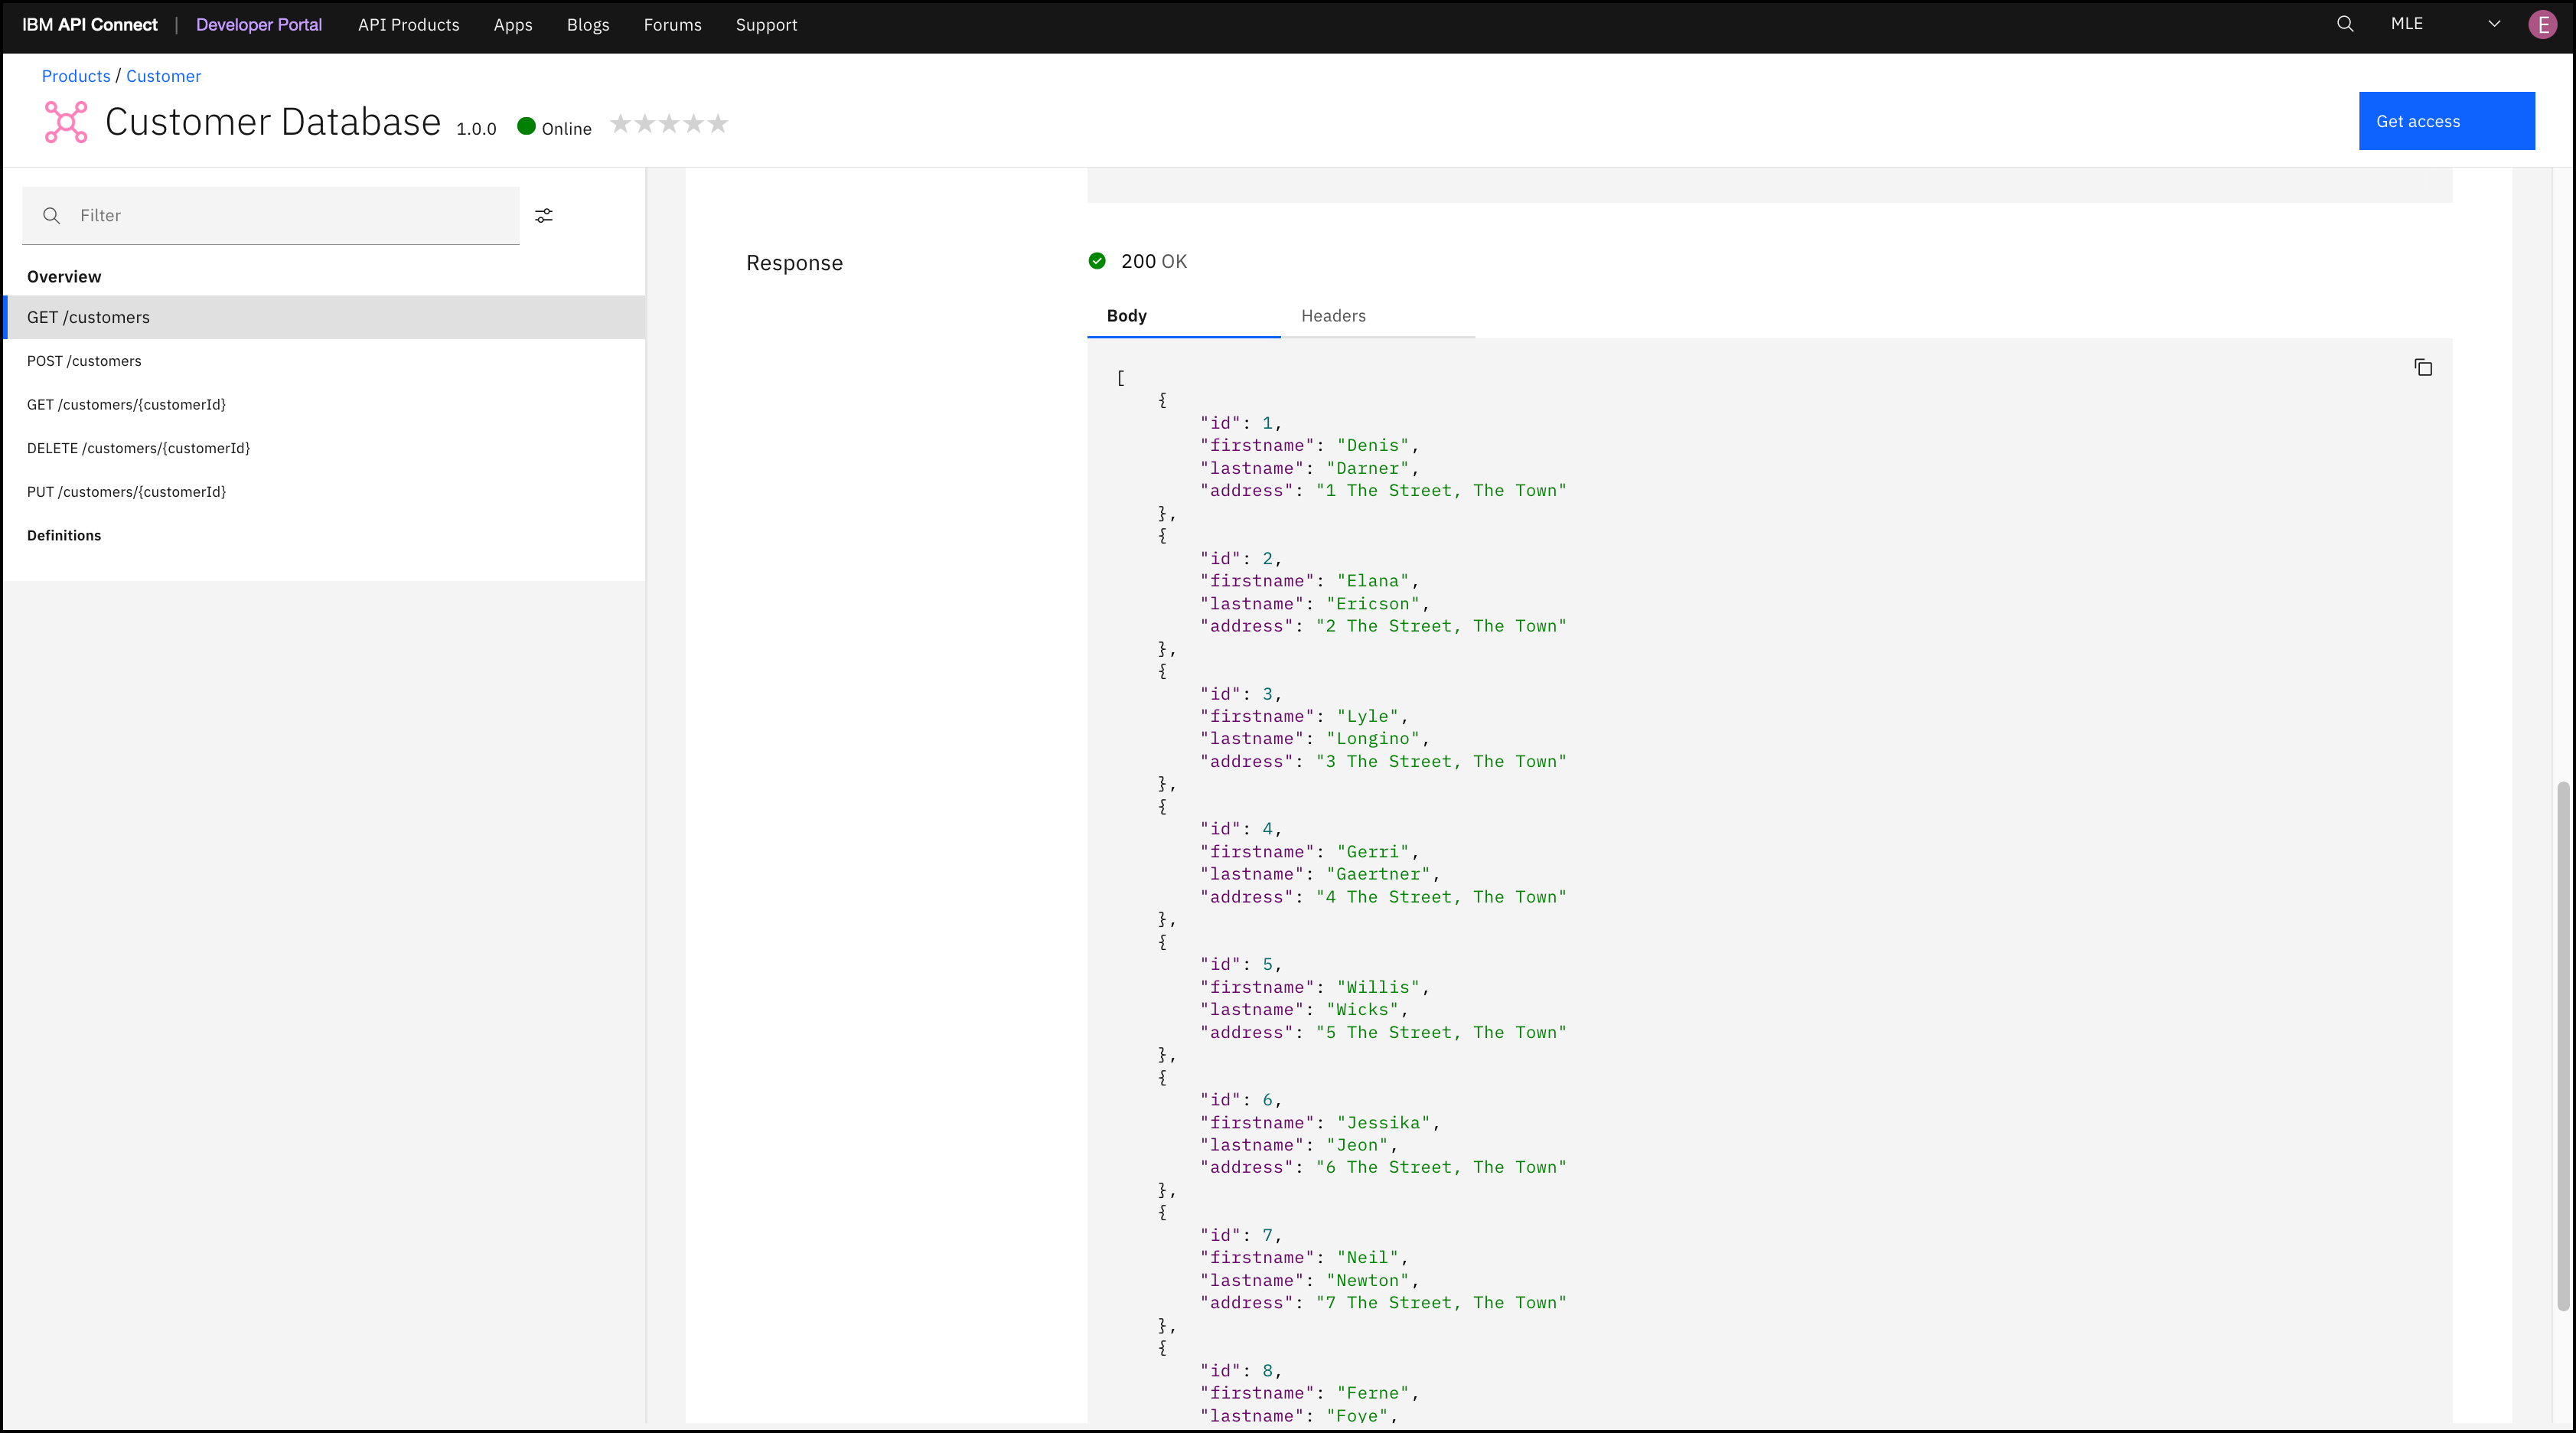 IBM API Connect | Developer Portal API Products Apps Blogs Forums Support MLE E
Products / Customer
Customer Database 1.0.0 Online
Get access
Filter
Overview
GET /customers
POST /customers
GET /customers/{customerId}
DELETE /customers/{customerId}
PUT /customers/{customerId}
Definitions
Response
200 OK
Body Headers
[
{
"id": 1,
"firstname": "Denis",
"lastname": "Darner",
"address": "1 The Street, The Town"
},
{
"id": 2,
"firstname": "Elana",
"lastname": "Ericson",
"address": "2 The Street, The Town"
},
{
"id": 3,
"firstname": "Lyle",
"lastname": "Longino",
"address": "3 The Street, The Town"
},
{
"id": 4,
"firstname": "Gerri",
"lastname": "Gaertner",
"address": "4 The Street, The Town"
},
{
"id": 5,
"firstname": "Willis",
"lastname": "Wicks",
"address": "5 The Street, The Town"
},
{
"id": 6,
"firstname": "Jessika",
"lastname": "Jeon",
"address": "6 The Street, The Town"
},
{
"id": 7,
"firstname": "Neil",
"lastname": "Newton",
"address": "7 The Street, The Town"
},
{
"id": 8,
"firstname": "Ferne",
"lastname": "Foye",